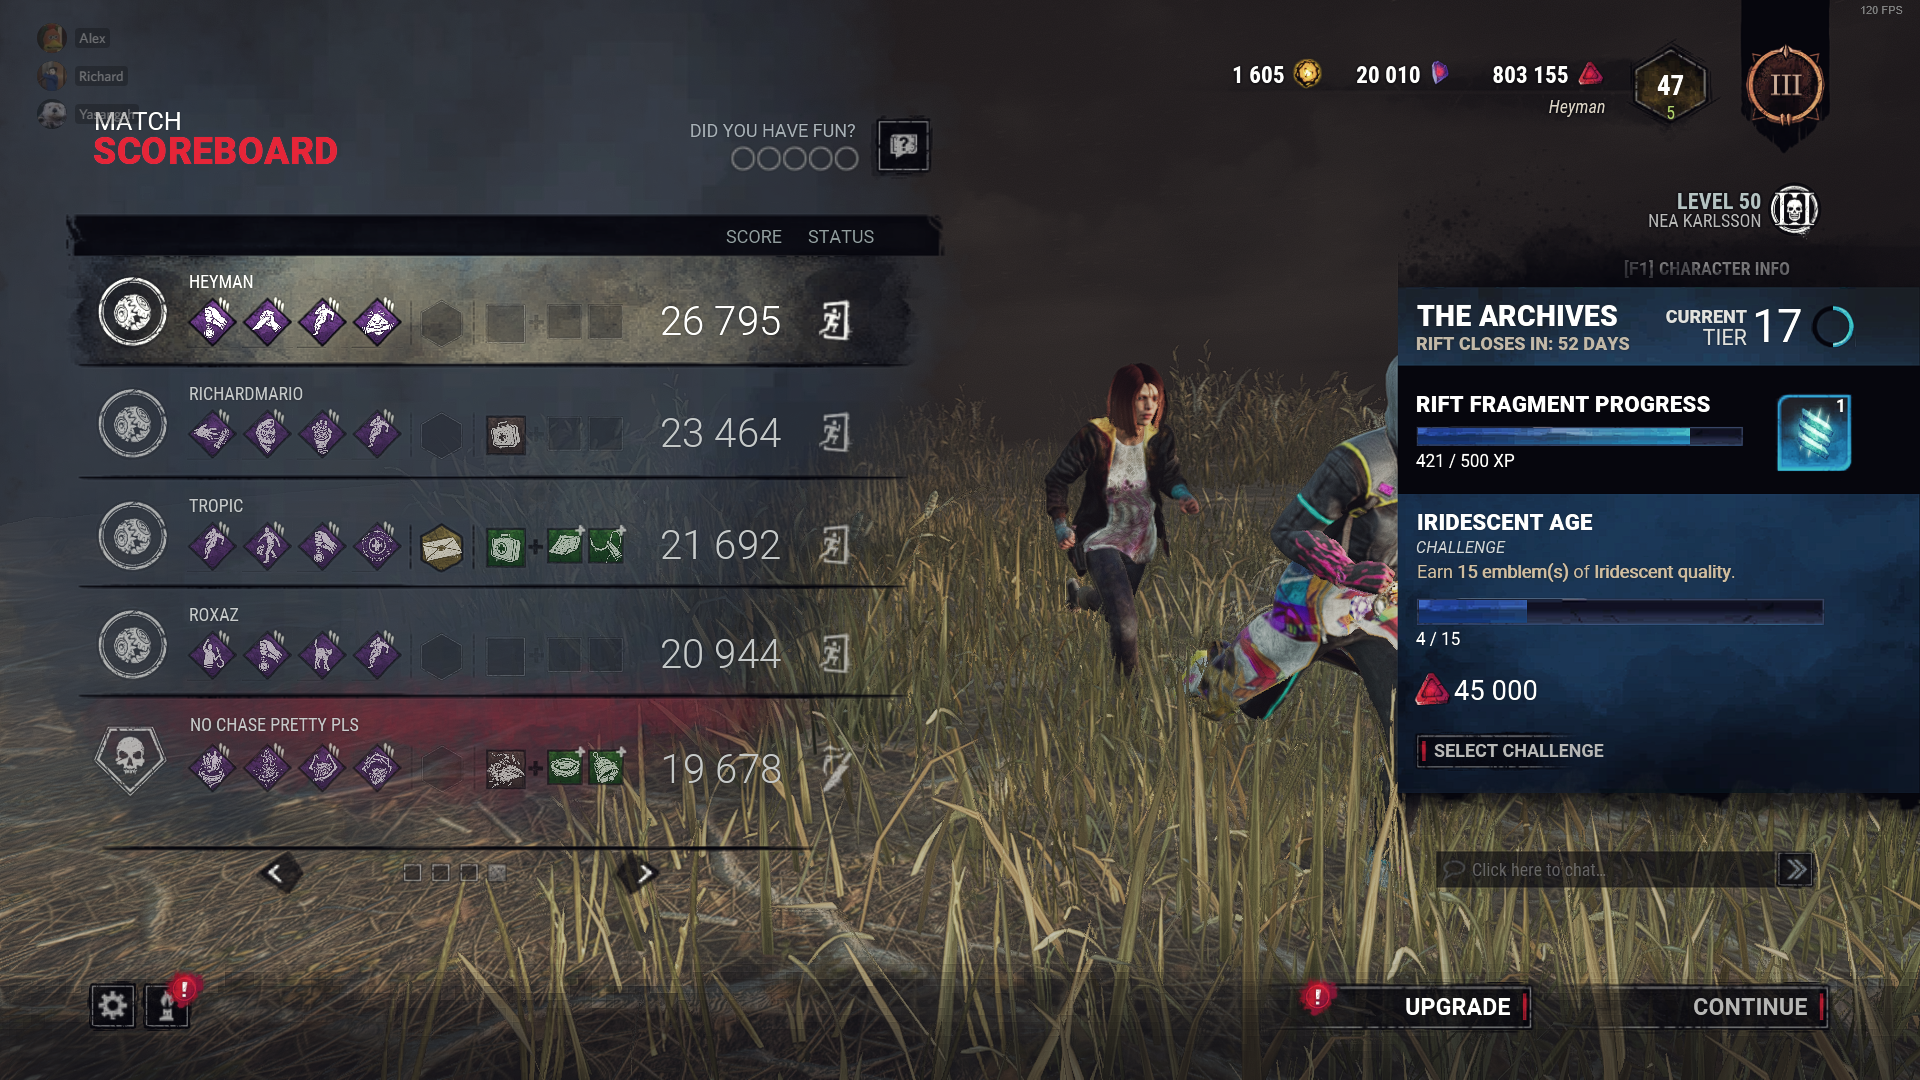 120 FPS
Alex
Richard
MATCH
SCOREBOARD
DID YOU HAVE FUN?
1 605
20 010
803 155
Heyman
47
5
III
LEVEL 50
NEA KARLSSON
[F1] CHARACTER INFO
SCORE STATUS
HEYMAN
26 795
RICHARDMARIO
23 464
TROPIC
21 692
ROXAZ
20 944
NO CHASE PRETTY PLS
19 678
THE ARCHIVES
RIFT CLOSES IN: 52 DAYS
CURRENT
TIER 17
RIFT FRAGMENT PROGRESS
1
421 / 500 XP
IRIDESCENT AGE
CHALLENGE
Earn 15 emblem(s) of Iridescent quality.
4 / 15
45 000
SELECT CHALLENGE
Click here to chat...
UPGRADE
CONTINUE